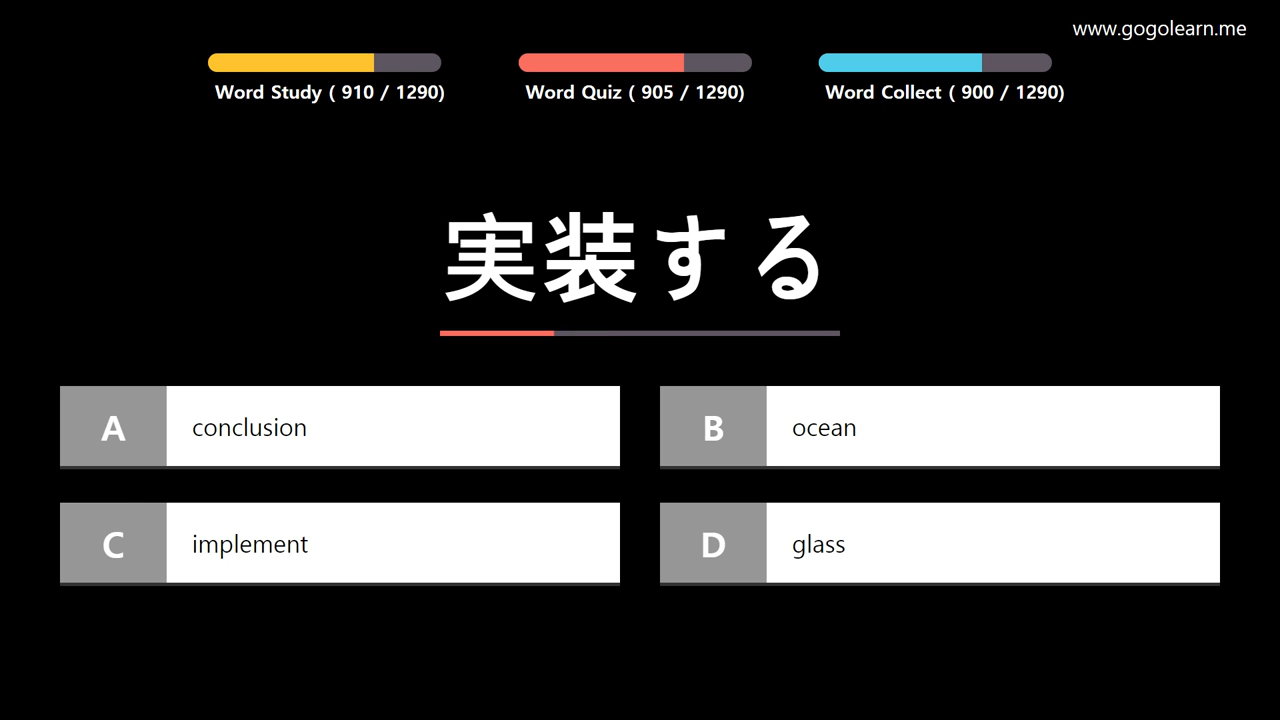 www.gogolearn.me
Word Study ( 910 / 1290)
Word Quiz ( 905 / 1290)
Word Collect ( 900 / 1290)
実装する
A conclusion
B ocean
C implement
D glass